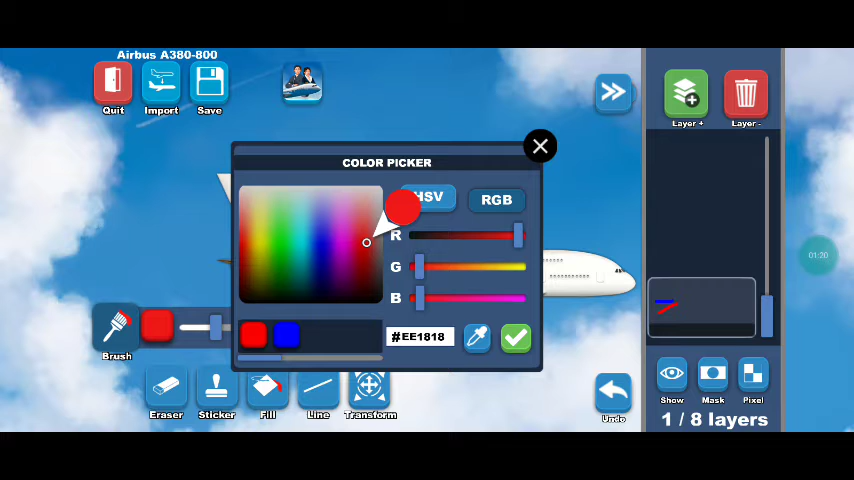 Airbus A380-800
Quit
Import
Save
Layer +
Layer -
COLOR PICKER
HSV
RGB
R
G
B
01:20
#EE1818
Brush
Eraser
Sticker
Fill
Line
Transform
Undo
Show
Mask
Pixel
1 / 8 layers